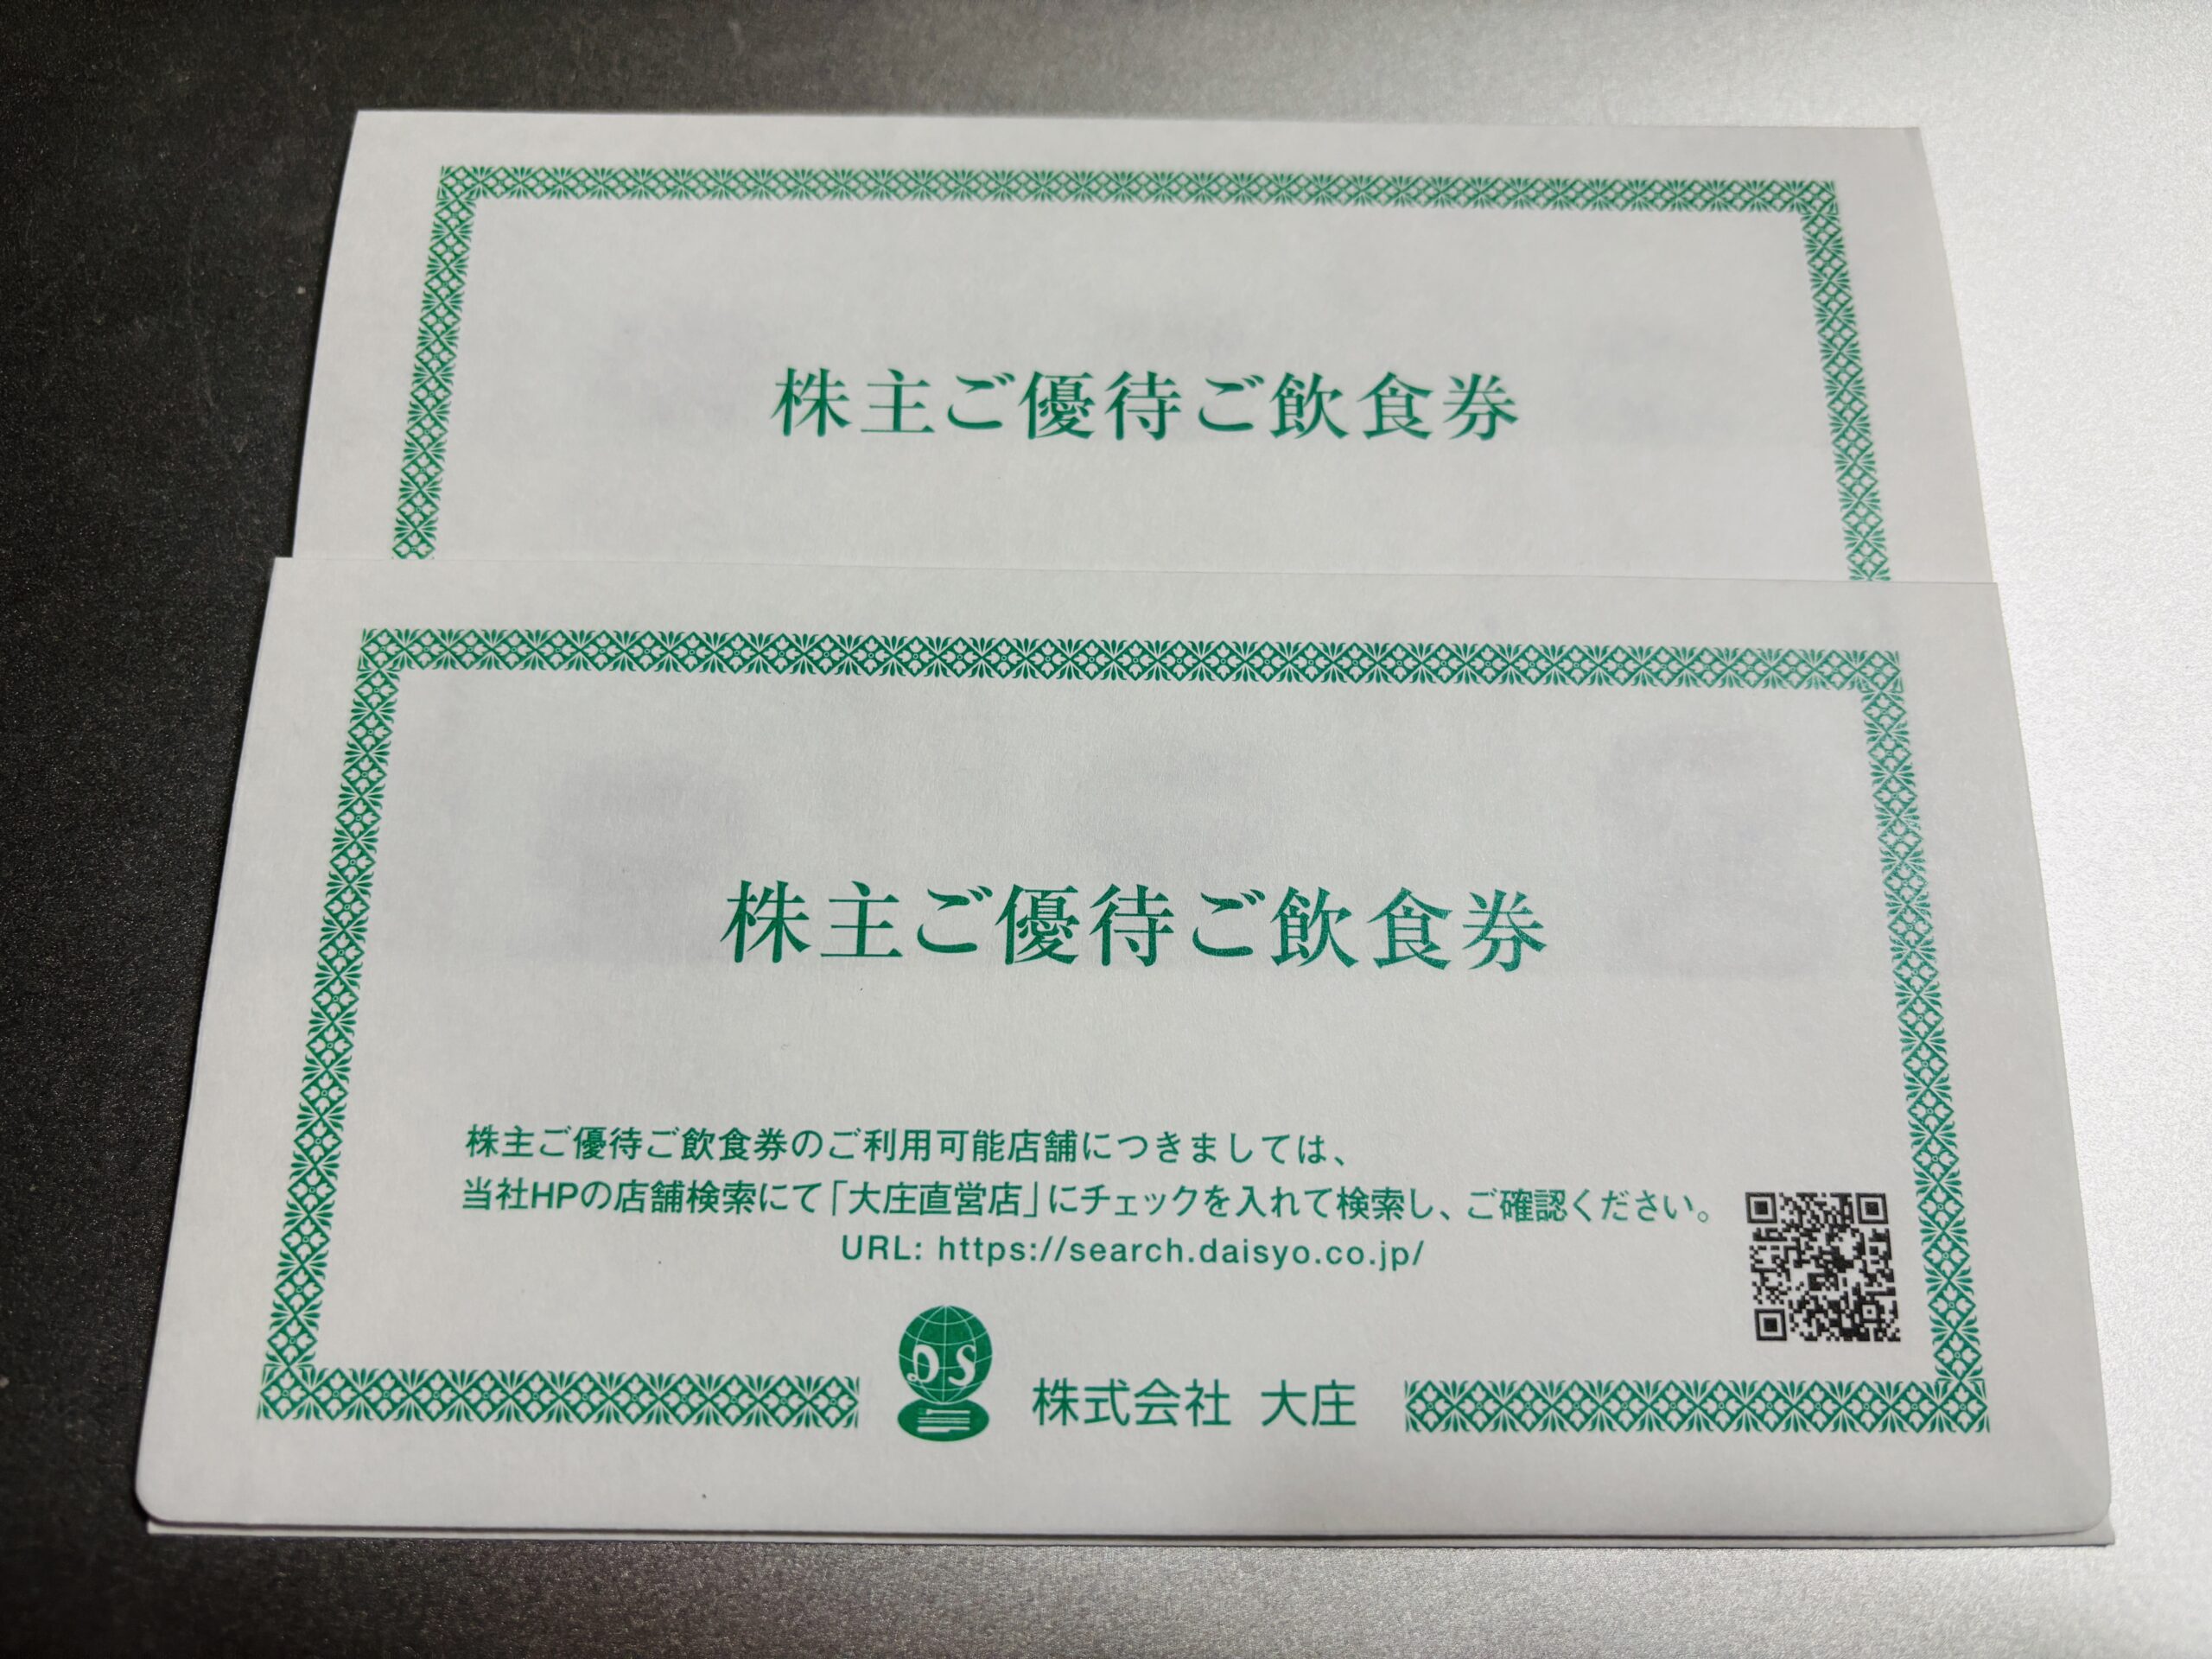 株主ご優待ご飲食券
株主ご優待ご飲食券
株主ご優待ご飲食券のご利用可能店舗につきましては、
当社HPの店舗検索にて「大庄直営店」にチェックを入れて検索し、ご確認ください。
URL: https://search.daisyo.co.jp/
DS
株式会社 大庄